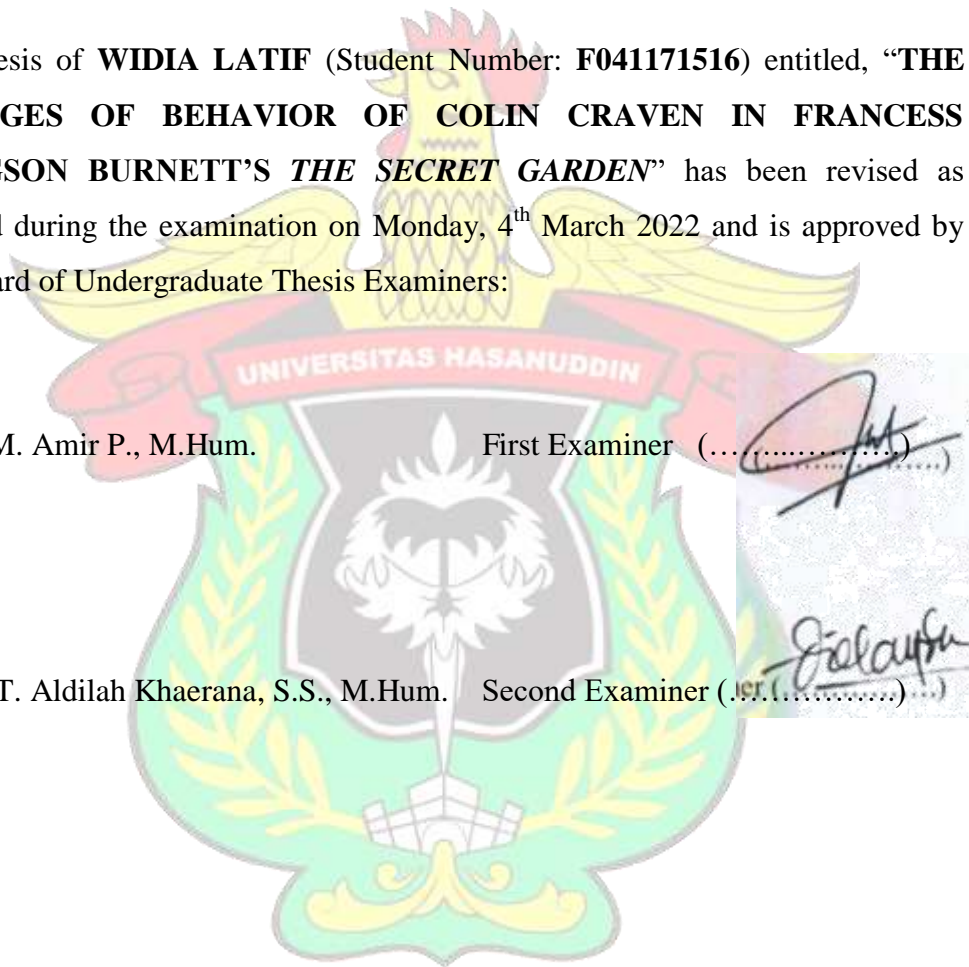 esis of WIDIA LATIF (Student Number: F041171516) entitled, “THE
GES OF BEHAVIOR OF COLIN CRAVEN IN FRANCESS
GSON BURNETT’S THE SECRET GARDEN” has been revised as
d during the examination on Monday, 4th March 2022 and is approved by
ard of Undergraduate Thesis Examiners:
UNIVERSITAS HASANUDDIN
M. Amir P., M.Hum. First Examiner (…….…………)
T. Aldilah Khaerana, S.S., M.Hum. Second Examiner (……………….)